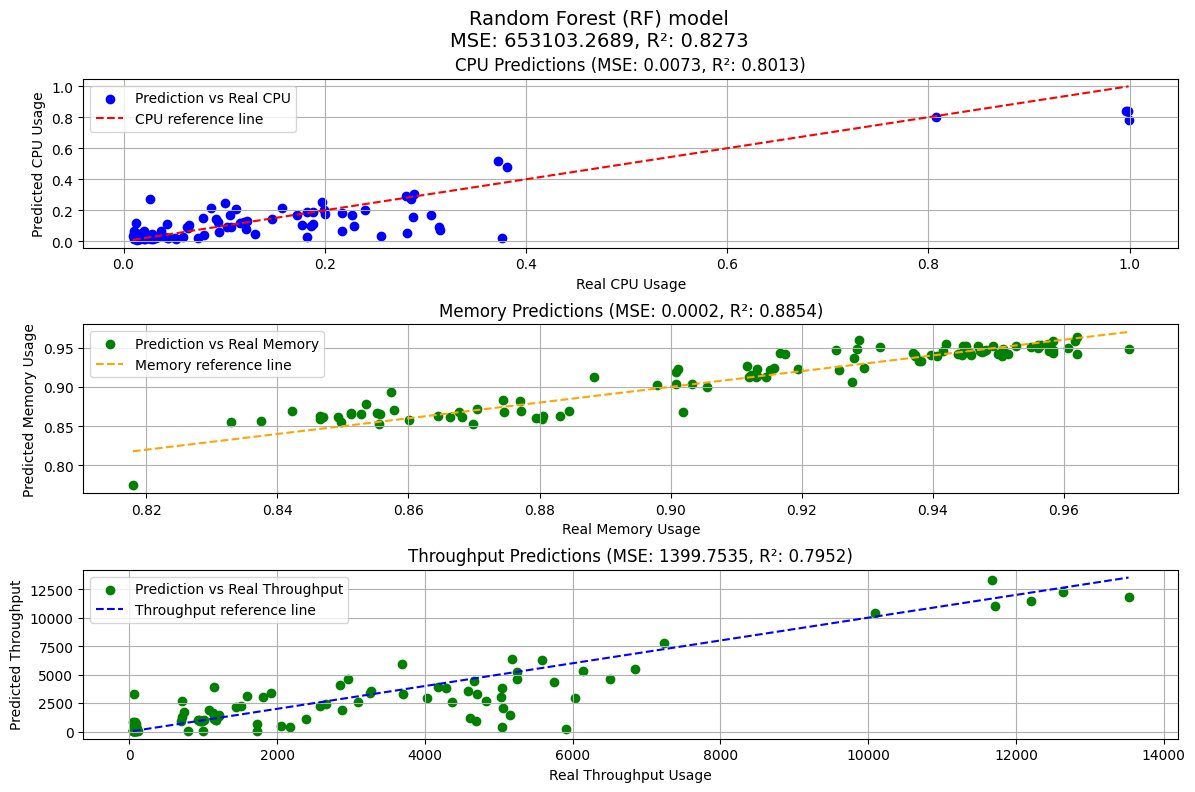 Random Forest (RF) model
MSE: 653103.2689, R²: 0.8273
CPU Predictions (MSE: 0.0073, R²: 0.8013)
Predicted CPU Usage
1.0
0.8
0.6
0.4
0.2
0.0
Prediction vs Real CPU
CPU reference line
0.0 0.2 0.4 0.6 0.8 1.0
Real CPU Usage
Memory Predictions (MSE: 0.0002, R²: 0.8854)
Predicted Memory Usage
0.95
0.90
0.85
0.80
Prediction vs Real Memory
Memory reference line
0.82 0.84 0.86 0.88 0.90 0.92 0.94 0.96
Real Memory Usage
Throughput Predictions (MSE: 1399.7535, R²: 0.7952)
Predicted Throughput
12500
10000
7500
5000
2500
0
Prediction vs Real Throughput
Throughput reference line
0 2000 4000 6000 8000 10000 12000 14000
Real Throughput Usage